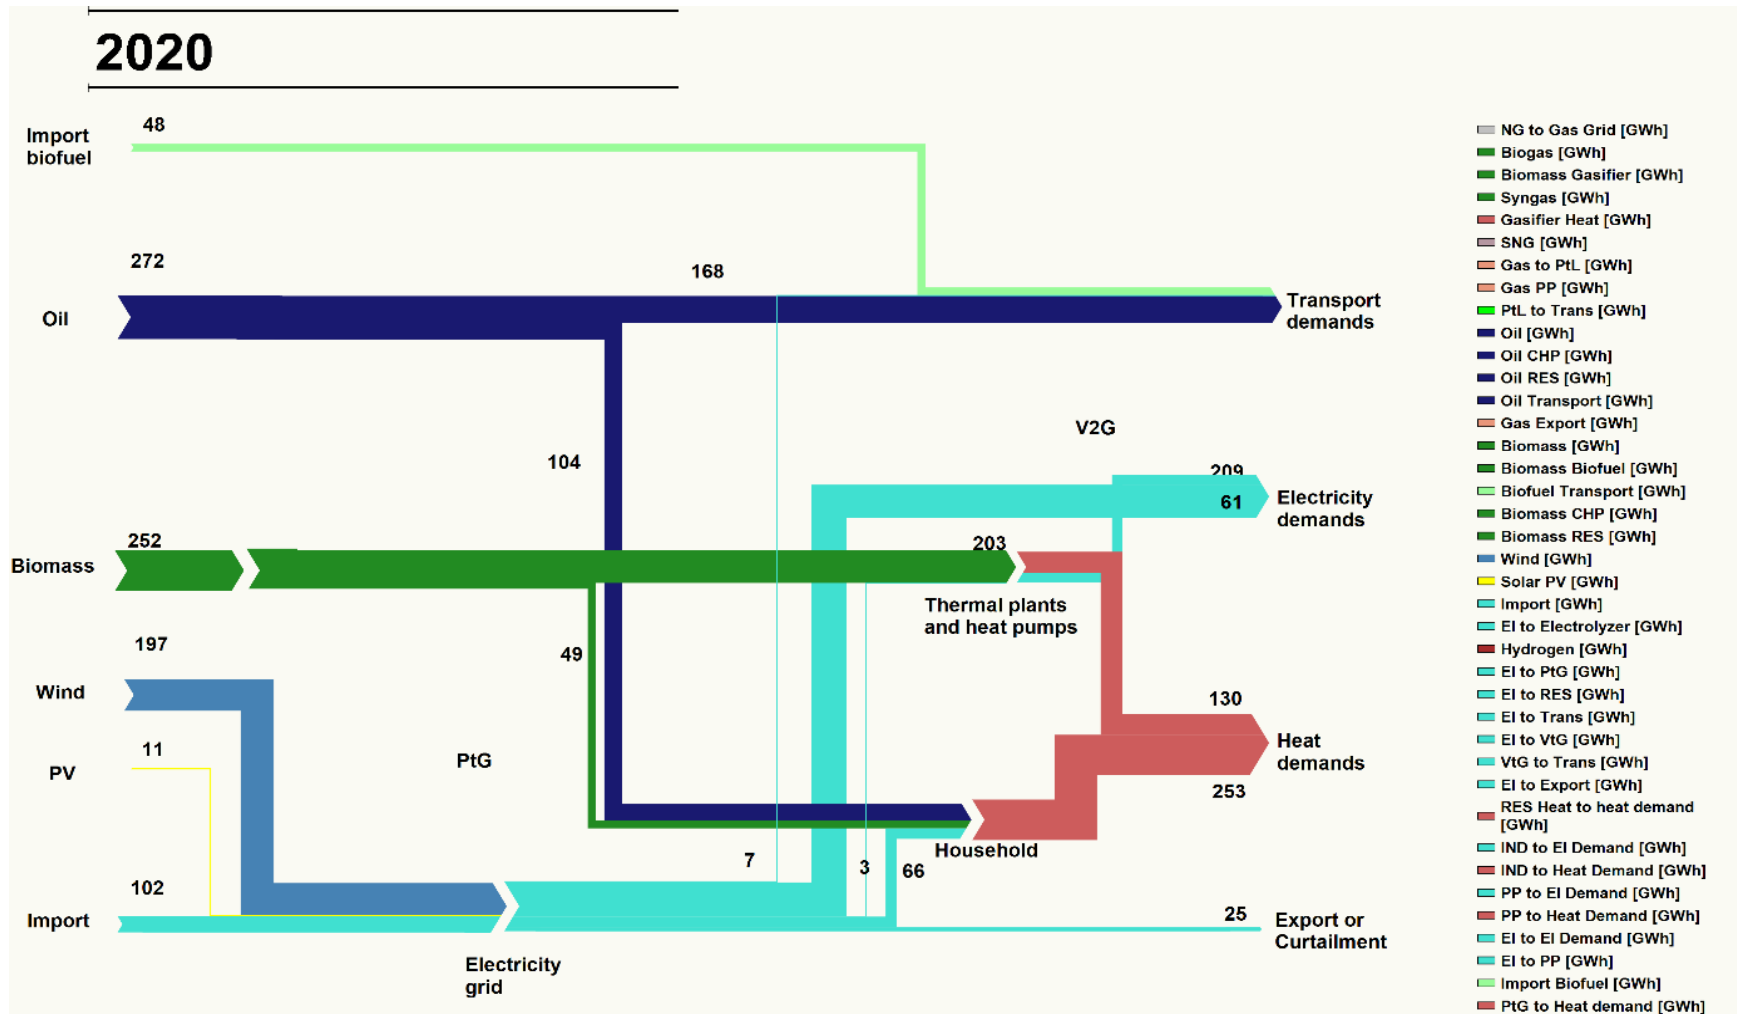 2020
48
Import
biofuel
272
168
Oil
Transport
demands
V2G
104
209
61
Electricity
demands
252
203
Biomass
Thermal plants
and heat pumps
197
49
Wind
130
11
PtG
PV
Heat
demands
253
Household
7
3
66
102
25
Import
Export or
Curtailment
Electricity
grid
NG to Gas Grid [GWh]
Biogas [GWh]
Biomass Gasifier [GWh]
Syngas [GWh]
Gasifier Heat [GWh]
SNG [GWh]
Gas to PtL [GWh]
Gas PP [GWh]
PtL to Trans [GWh]
Oil [GWh]
Oil CHP [GWh]
Oil RES [GWh]
Oil Transport [GWh]
Gas Export [GWh]
Biomass [GWh]
Biomass Biofuel [GWh]
Biofuel Transport [GWh]
Biomass CHP [GWh]
Biomass RES [GWh]
Wind [GWh]
Solar PV [GWh]
Import [GWh]
El to Electrolyzer [GWh]
Hydrogen [GWh]
El to PtG [GWh]
El to RES [GWh]
El to Trans [GWh]
El to VtG [GWh]
VtG to Trans [GWh]
El to Export [GWh]
RES Heat to heat demand
[GWh]
IND to El Demand [GWh]
IND to Heat Demand [GWh]
PP to El Demand [GWh]
PP to Heat Demand [GWh]
El to El Demand [GWh]
El to PP [GWh]
Import Biofuel [GWh]
PtG to Heat demand [GWh]